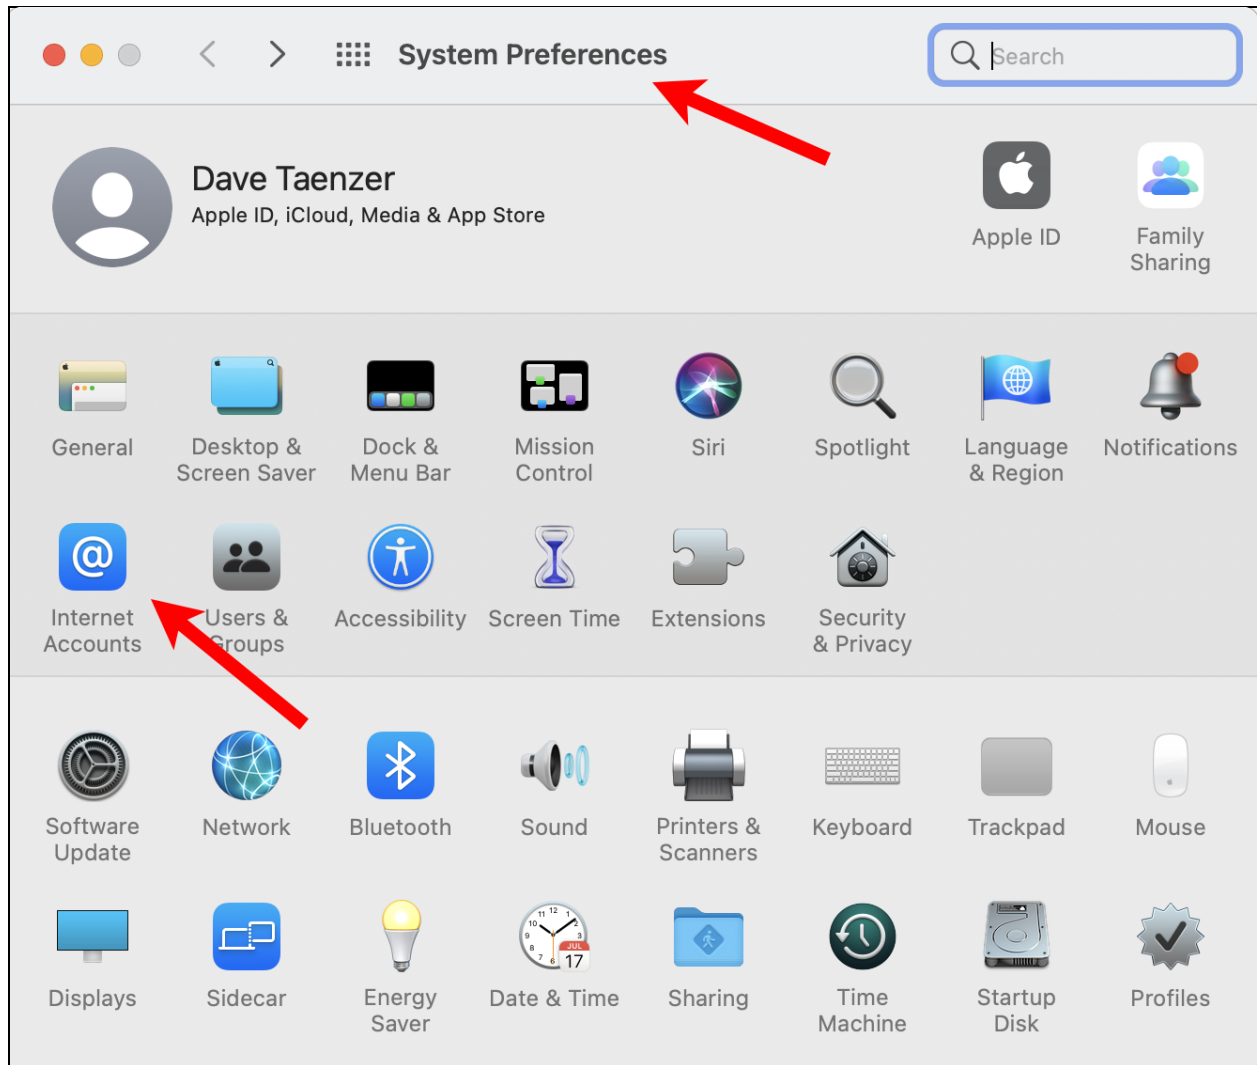 System Preferences
Search
Dave Taenzer
Apple ID, iCloud, Media & App Store
Apple ID
Family
Sharing
General
Desktop &
Screen Saver
Dock &
Menu Bar
Mission
Control
Siri
Spotlight
Language
& Region
Notifications
Internet
Accounts
Users &
Groups
Accessibility
Screen Time
Extensions
Security
& Privacy
Software
Update
Network
Bluetooth
Sound
Printers &
Scanners
Keyboard
Trackpad
Mouse
Displays
Sidecar
Energy
Saver
JUL
17
Date & Time
Sharing
Time
Machine
Startup
Disk
Profiles